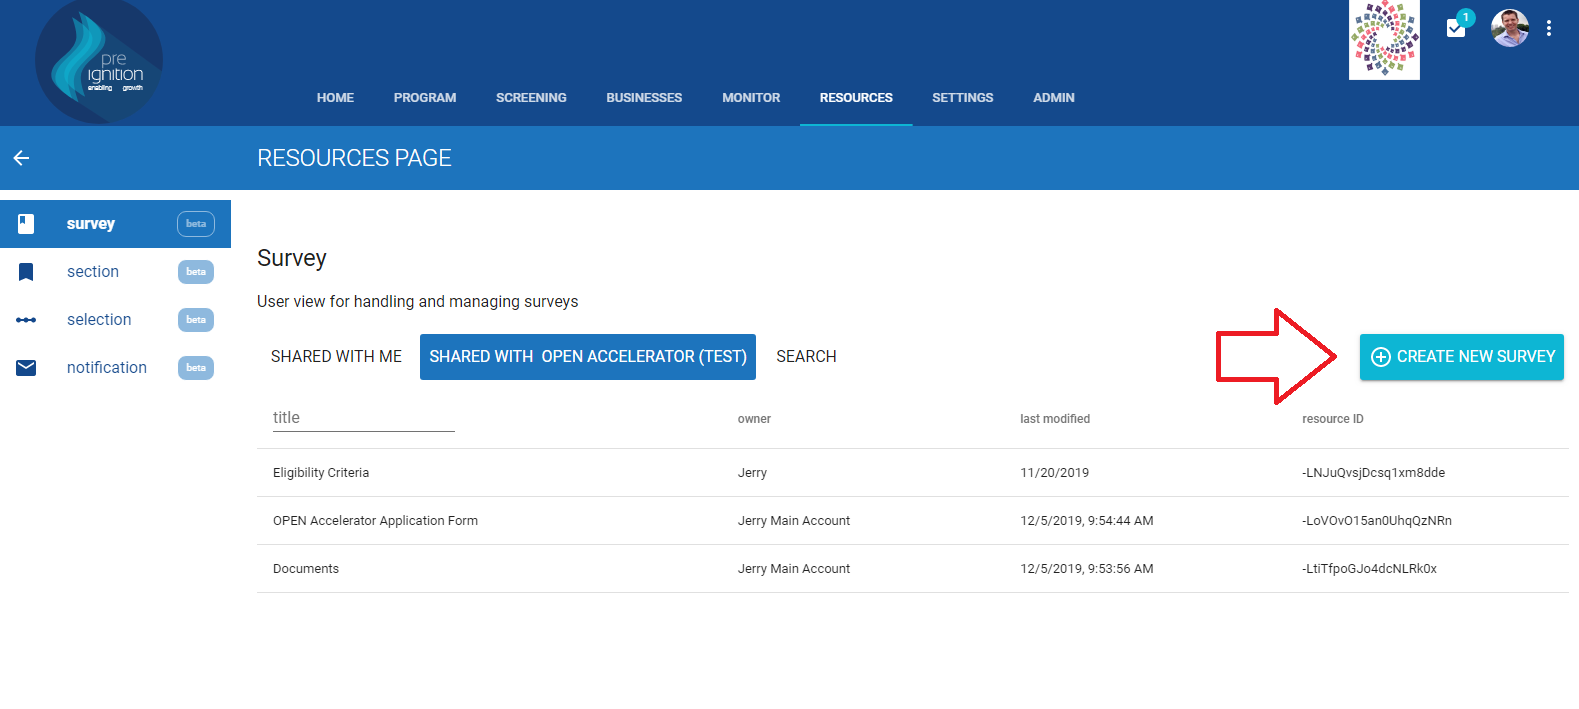 pre
ignition
enabling growth
1
HOME PROGRAM SCREENING BUSINESSES MONITOR RESOURCES SETTINGS ADMIN
RESOURCES PAGE
survey beta
section beta
selection beta
notification beta
Survey
User view for handling and managing surveys
SHARED WITH ME SHARED WITH OPEN ACCELERATOR (TEST) SEARCH CREATE NEW SURVEY
title owner last modified resource ID
Eligibility Criteria Jerry 11/20/2019 -LNJuQvsjDcsq1xm8dde
OPEN Accelerator Application Form Jerry Main Account 12/5/2019, 9:54:44 AM -LoVOvO15an0UhqQzNRn
Documents Jerry Main Account 12/5/2019, 9:53:56 AM -LtiTfpoGJo4dcNLRk0x